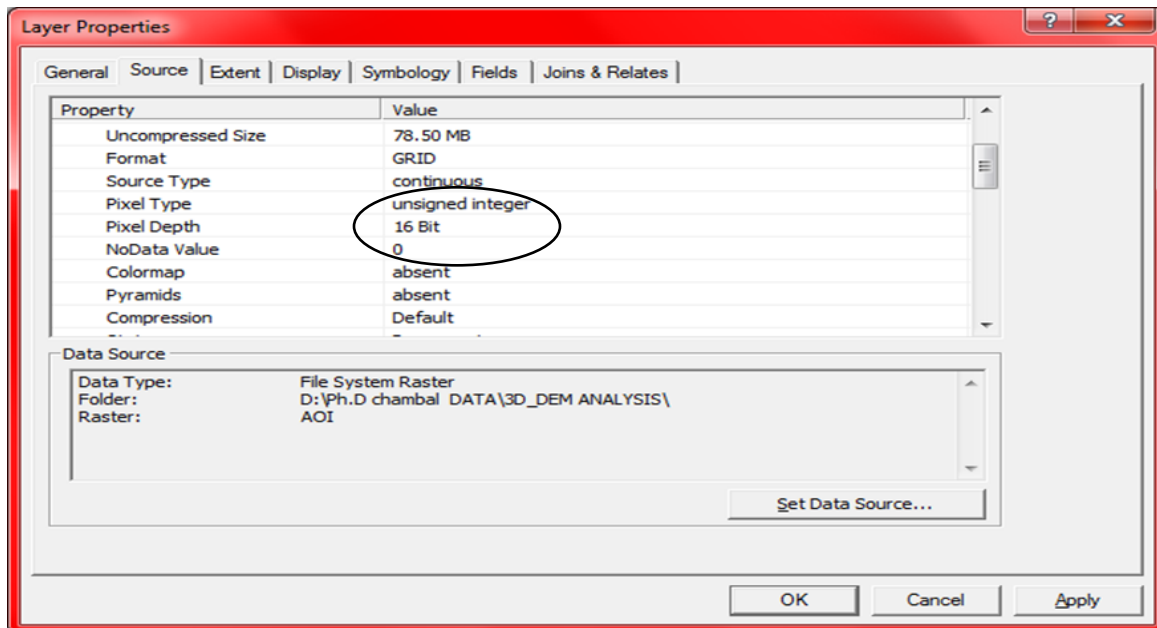 Layer Properties
General Source Extent Display Symbology Fields Joins & Relates
Property Value
Uncompressed Size 78.50 MB
Format GRID
Source Type continuous
Pixel Type unsigned integer
Pixel Depth 16 Bit
NoData Value 0
Colormap absent
Pyramids absent
Compression Default
Data Source
Data Type: File System Raster
Folder: D:\Ph.D chambal DATA\3D_DEM ANALYSIS\
Raster: AOI
Set Data Source...
OK Cancel Apply